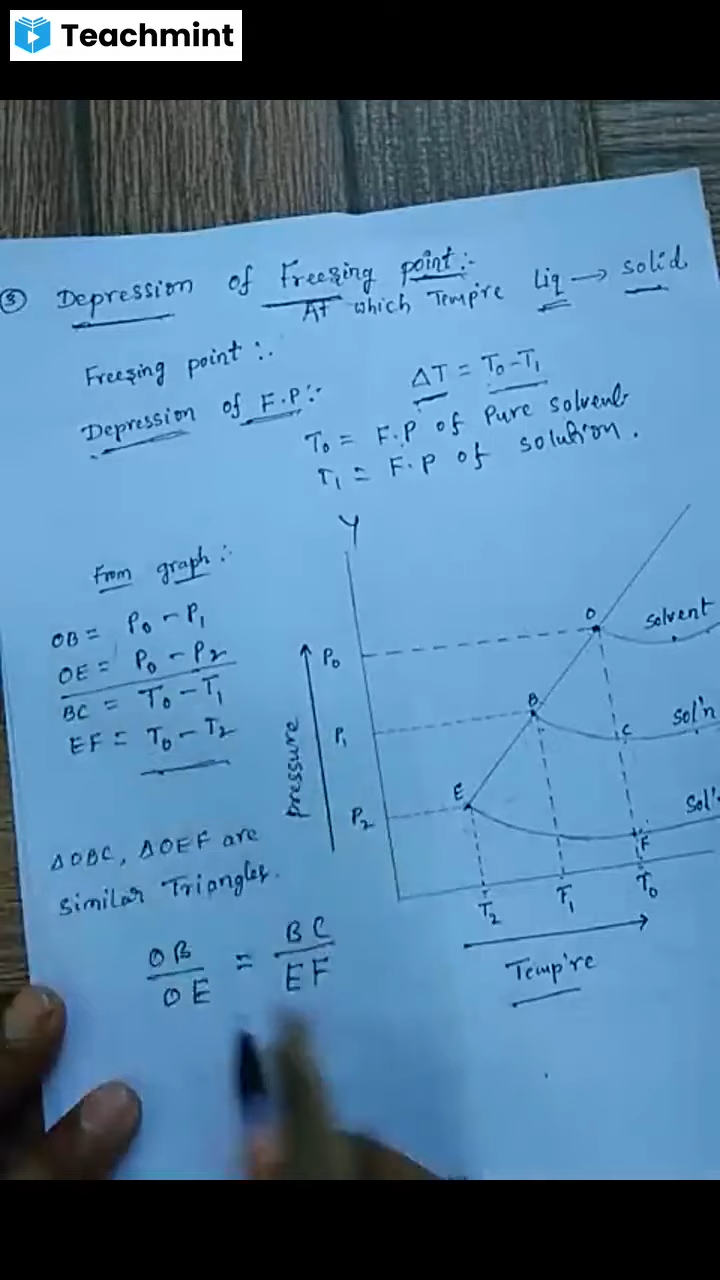 Teachmint
③ Depression of Freezing point :-
At which Temp're Liq → solid
Freezing point :.
Depression of F.P :-
ΔT = T₀-T₁
T₀ = F.P of Pure solvent
T₁ = F.P of solution.
From graph :-
OB = P₀ - P₁
OE = P₀ - P₂
BC = T₀ - T₁
EF = T₀ - T₂
Δ OBC, Δ OEF are
similar Triangles.
OB/OE = BC/EF
Y
O
solvent
P₀
B
sol'n
P₁
C
pressure
E
sol'
P₂
F
T₂ T₁ T₀
Temp're